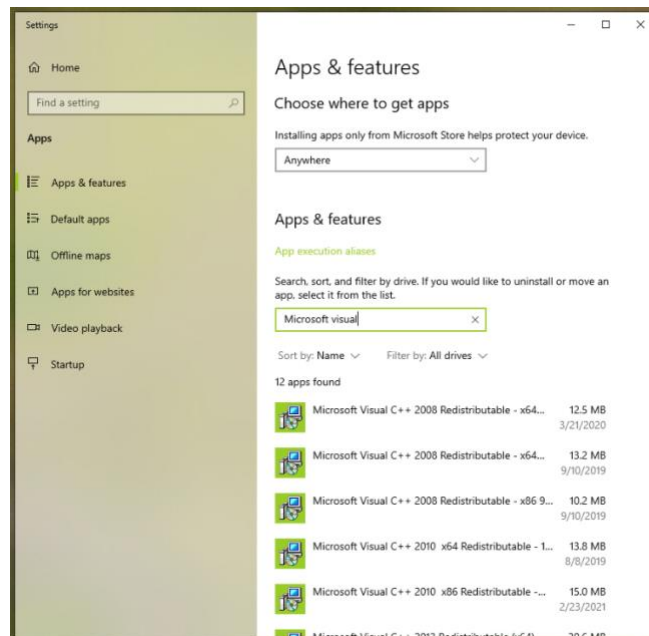 Settings
Home
Find a setting
Apps
Apps & features
Default apps
Offline maps
Apps for websites
Video playback
Startup
Apps & features
Choose where to get apps
Installing apps only from Microsoft Store helps protect your device.
Anywhere
Apps & features
App execution aliases
Search, sort, and filter by drive. If you would like to uninstall or move an
app, select it from the list.
Microsoft visual
Sort by: Name Filter by: All drives
12 apps found
Microsoft Visual C++ 2008 Redistributable - x64... 12.5 MB
3/21/2020
Microsoft Visual C++ 2008 Redistributable - x64... 13.2 MB
9/10/2019
Microsoft Visual C++ 2008 Redistributable - x86 9... 10.2 MB
9/10/2019
Microsoft Visual C++ 2010 x64 Redistributable - 1... 13.8 MB
8/8/2019
Microsoft Visual C++ 2010 x86 Redistributable -... 15.0 MB
2/23/2021